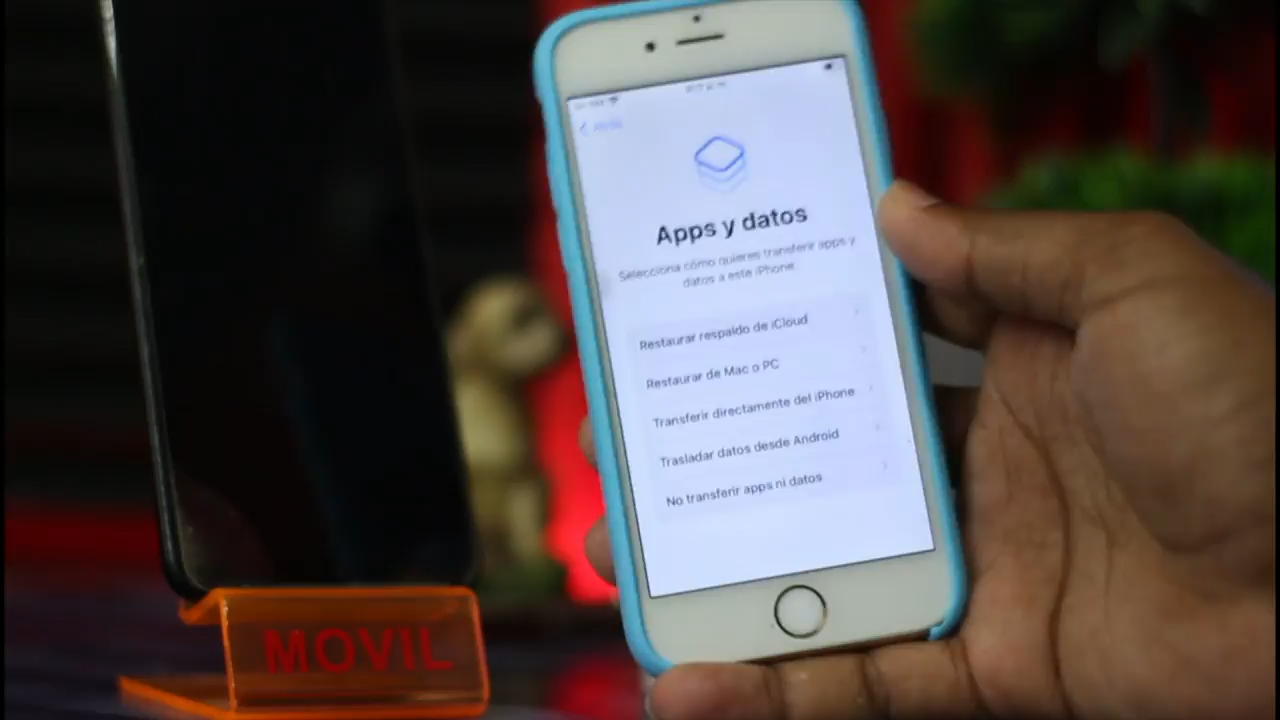 Apps y datos
Selecciona cómo quieres transferir apps y
datos a este iPhone.
Restaurar respaldo de iCloud
Restaurar de Mac o PC
Transferir directamente del iPhone
Trasladar datos desde Android
No transferir apps ni datos
MOVIL